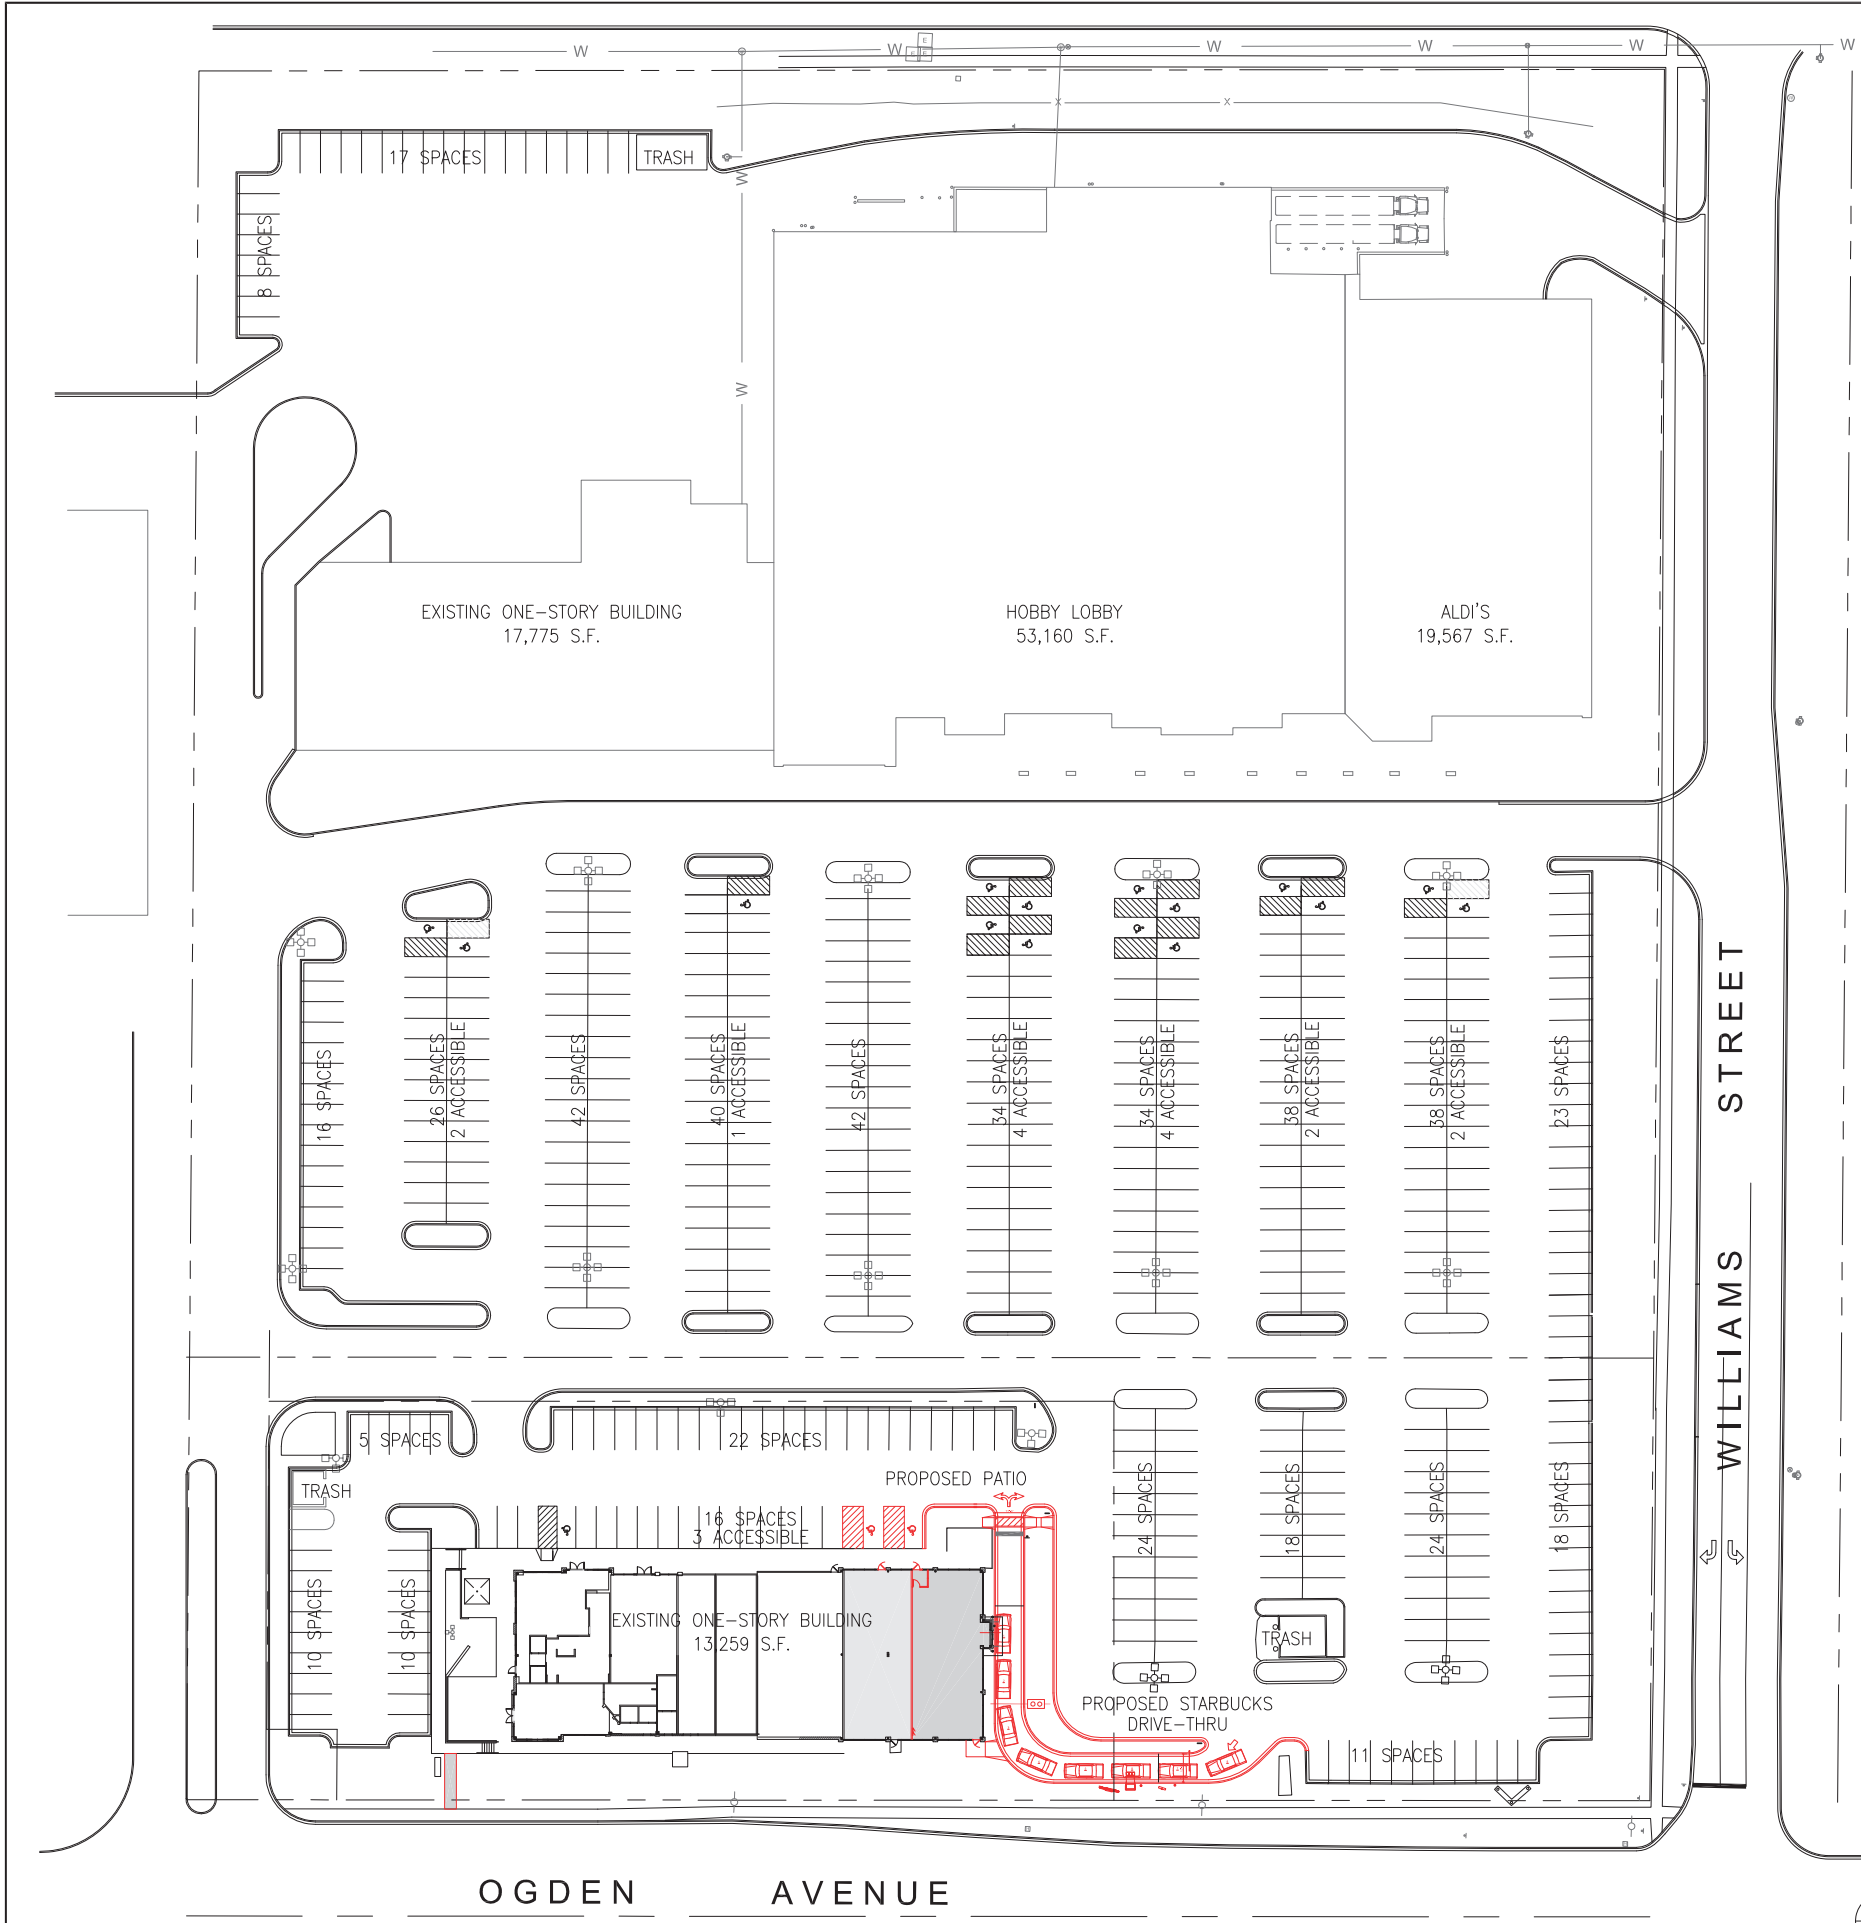 W W W W W W
E
E E
X X
17 SPACES
TRASH
W
8 SPACES
W
EXISTING ONE-STORY BUILDING
17,775 S.F.
HOBBY LOBBY
53,160 S.F.
ALDI'S
19,567 S.F.
16 SPACES
26 SPACES
2 ACCESSIBLE
42 SPACES
40 SPACES
1 ACCESSIBLE
42 SPACES
34 SPACES
4 ACCESSIBLE
34 SPACES
4 ACCESSIBLE
38 SPACES
2 ACCESSIBLE
38 SPACES
2 ACCESSIBLE
23 SPACES
WILLIAMS STREET
5 SPACES
22 SPACES
TRASH
PROPOSED PATIO
16 SPACES
3 ACCESSIBLE
24 SPACES
18 SPACES
24 SPACES
18 SPACES
10 SPACES
10 SPACES
EXISTING ONE-STORY BUILDING
13,259 S.F.
TRASH
PROPOSED STARBUCKS
DRIVE-THRU
11 SPACES
OGDEN AVENUE